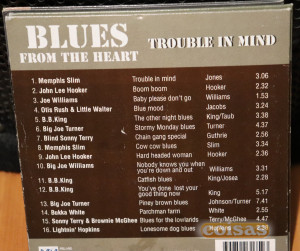 BLUES
FROM THE HEART
TROUBLE IN MIND
1. Memphis Slim Trouble in mind Jones 3.06
2. John Lee Hooker Boom boom Hooker 2.32
3. Joe Williams Baby please don't go Williams 1.53
4. Otis Rush & Little Walter Blue mood Jacobs 3.24
5. B.B.King The other night blues King/Taub 2.38
6. Big Joe Turner Stormy Monday blues Turner 4.37
7. Blind Sonny Terry Chain gang special Guthrie 2.56
8. Memphis Slim Cow cow blues Slim 3.34
9. John Lee Hooker Hard headed woman Hooker 2.36
10. Big Joe Williams Nobody knows you when
you're down and out Williams 3.31
11. B.B.King Catfish blues King/Josea 2.28
12. B.B.King You're done lost your
good thing now King 5.17
13. Big Joe Turner Piney brown blues Johnson/Turner 7.41
14. Bukka White Parchman farm White 2.55
15. Sonny Terry & Brownie McGhee Blues for the lowlands Terry/McGhee 4.22
16. Lightnin' Hopkins Lonesome dog blues
coisas